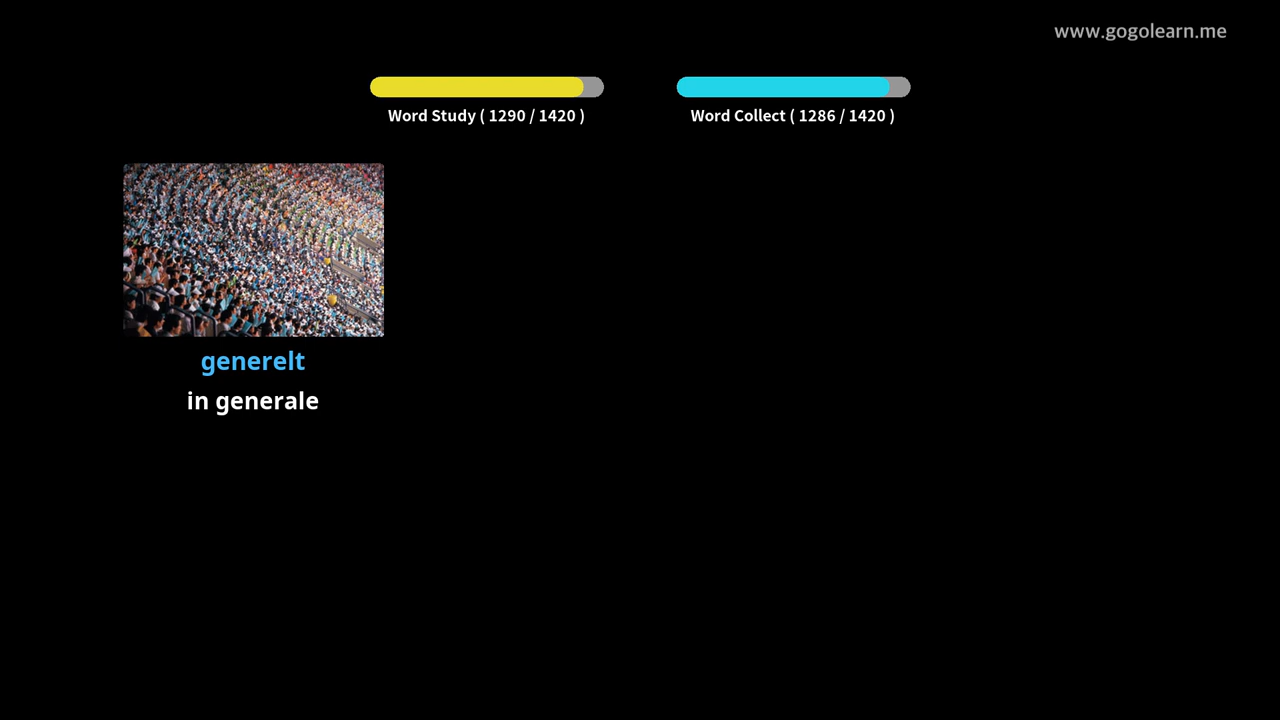 www.gogolearn.me
Word Study ( 1290 / 1420 )
Word Collect ( 1286 / 1420 )
generelt
in generale